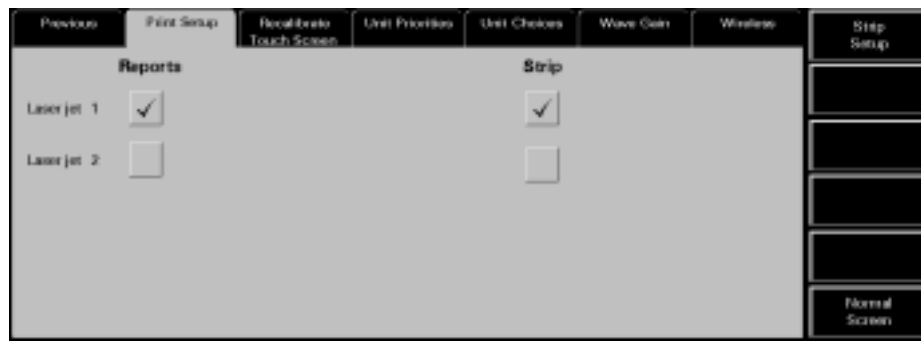 Previous
Print Setup
Recalibrate
Touch Screen
Unit Priorities
Unit Choices
Wave Gain
Wireless
Strip
Setup
Reports
Strip
Laser jet 1
Laser jet 2
Normal
Screen